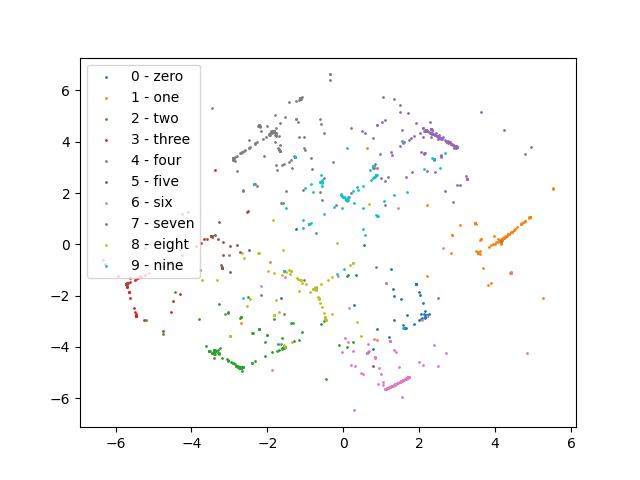 0 - zero
1 - one
2 - two
3 - three
4 - four
5 - five
6 - six
7 - seven
8 - eight
9 - nine
6
4
2
0
−2
−4
−6
−6 −4 −2 0 2 4 6